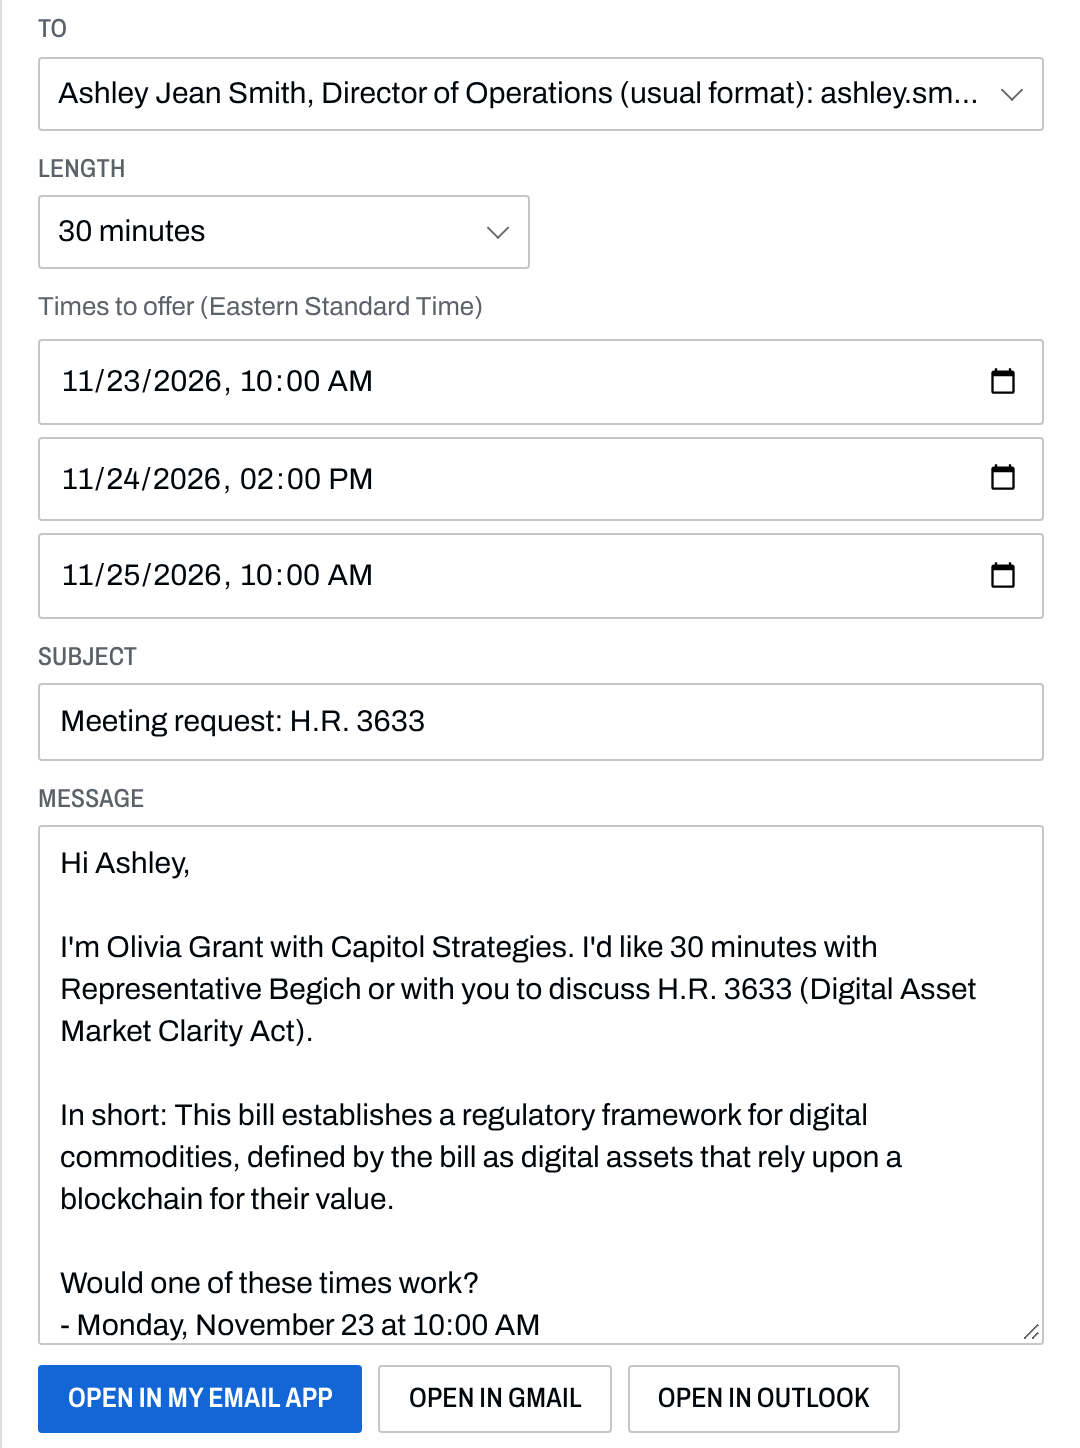 TO
Ashley Jean Smith, Director of Operations (usual format): ashley.sm...
LENGTH
30 minutes
Times to offer (Eastern Standard Time)
11/23/2026, 10:00 AM
11/24/2026, 02:00 PM
11/25/2026, 10:00 AM
SUBJECT
Meeting request: H.R. 3633
MESSAGE
Hi Ashley,
I'm Olivia Grant with Capitol Strategies. I'd like 30 minutes with
Representative Begich or with you to discuss H.R. 3633 (Digital Asset
Market Clarity Act).
In short: This bill establishes a regulatory framework for digital
commodities, defined by the bill as digital assets that rely upon a
blockchain for their value.
Would one of these times work?
- Monday, November 23 at 10:00 AM
OPEN IN MY EMAIL APP
OPEN IN GMAIL
OPEN IN OUTLOOK